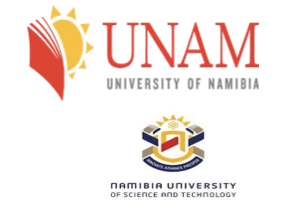 UNAM
UNIVERSITY OF NAMIBIA
NAMIBIA UNIVERSITY
OF SCIENCE AND TECHNOLOGY